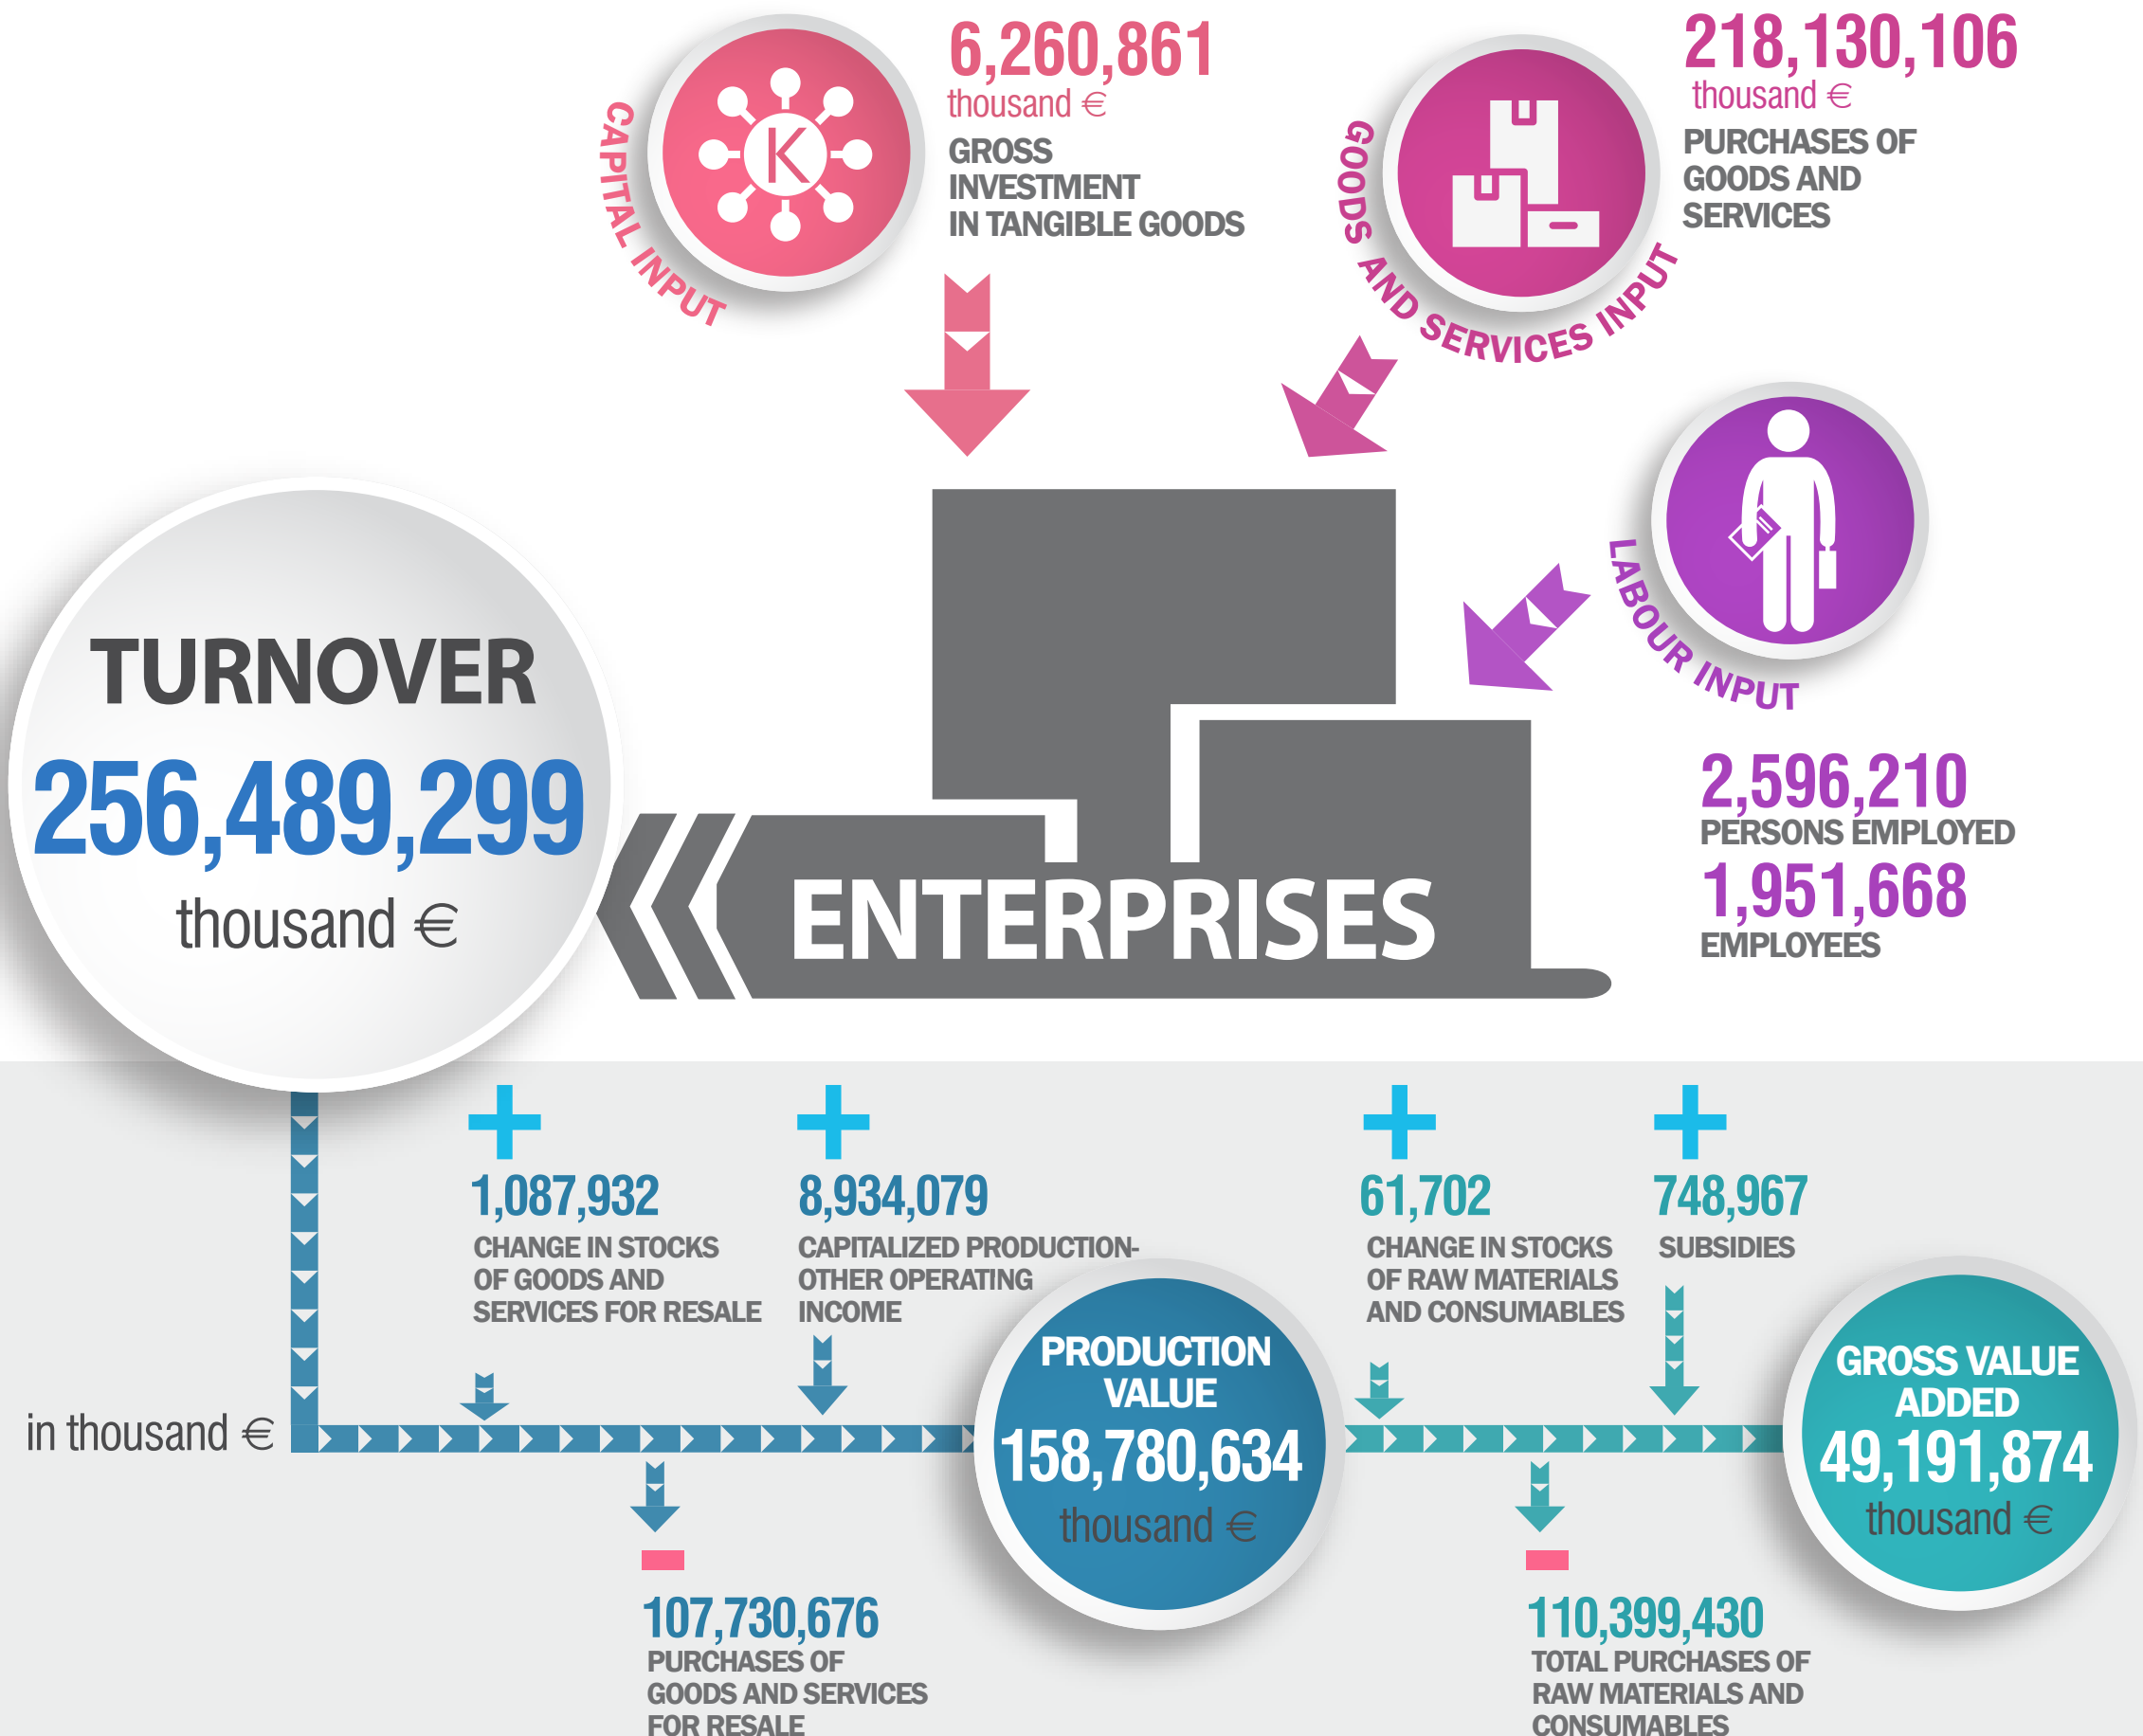 CAPITAL INPUT
K
6,260,861
thousand €
GROSS
INVESTMENT
IN TANGIBLE GOODS
GOODS AND SERVICES INPUT
218,130,106
thousand €
PURCHASES OF
GOODS AND
SERVICES
LABOUR INPUT
2,596,210
PERSONS EMPLOYED
1,951,668
EMPLOYEES
TURNOVER
256,489,299
thousand €
ENTERPRISES
+
1,087,932
CHANGE IN STOCKS
OF GOODS AND
SERVICES FOR RESALE
+
8,934,079
CAPITALIZED PRODUCTION-
OTHER OPERATING
INCOME
+
61,702
CHANGE IN STOCKS
OF RAW MATERIALS
AND CONSUMABLES
+
748,967
SUBSIDIES
in thousand €
PRODUCTION
VALUE
158,780,634
thousand €
GROSS VALUE
ADDED
49,191,874
thousand €
-
107,730,676
PURCHASES OF
GOODS AND SERVICES
FOR RESALE
-
110,399,430
TOTAL PURCHASES OF
RAW MATERIALS AND
CONSUMABLES